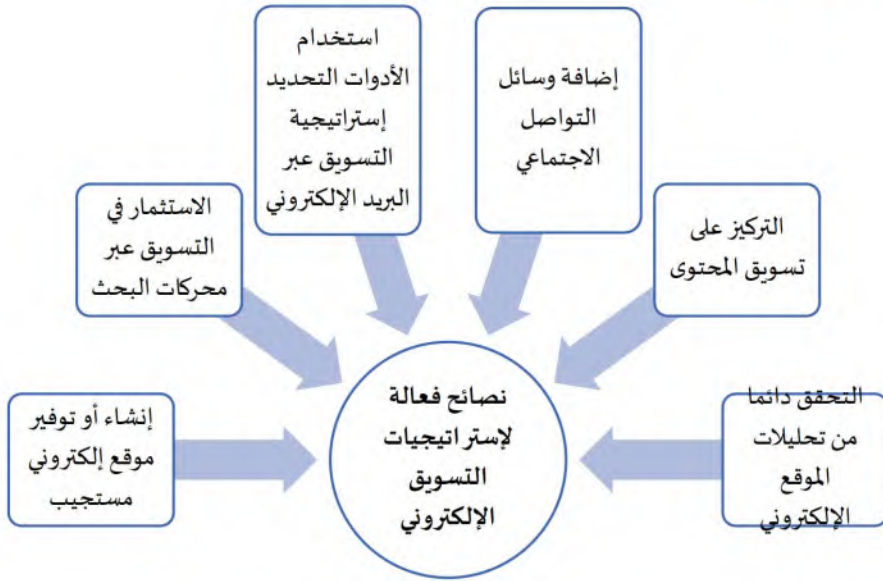 استخدام
الأدوات التحديد
إستراتيجية
التسويق عبر
البريد الإلكتروني
إضافة وسائل
التواصل
الاجتماعي
الاستثمار في
التسويق عبر
محركات البحث
التركيز على
تسويق المحتوى
إنشاء أو توفير
موقع إلكتروني
مستجيب
نصائح فعالة
لإستراتيجيات
التسويق
الإلكتروني
التحقق دائما
من تحليلات
الموقع
الإلكتروني